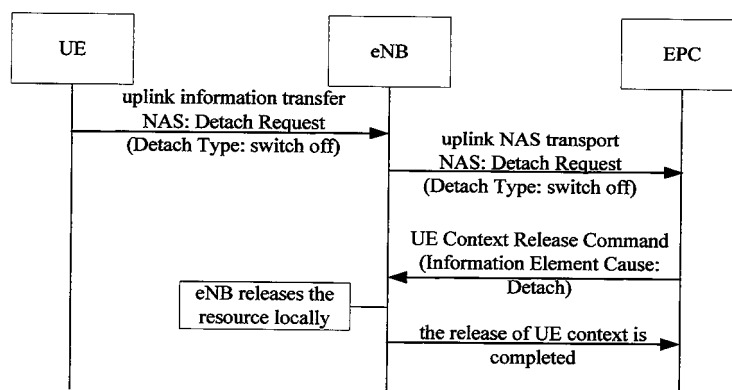 UE
eNB
EPC
uplink information transfer
NAS: Detach Request
(Detach Type: switch off)
uplink NAS transport
NAS: Detach Request
(Detach Type: switch off)
UE Context Release Command
(Information Element Cause:
Detach)
eNB releases the
resource locally
the release of UE context is
completed